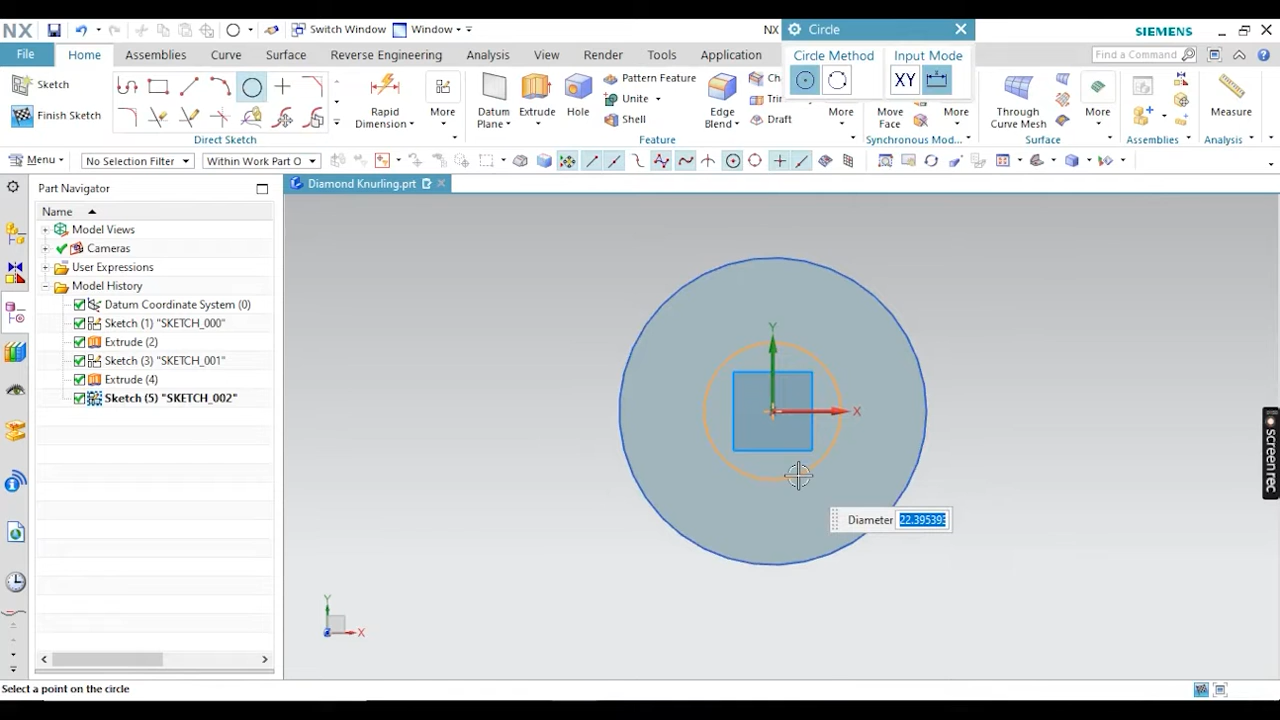 NX
Switch Window
Window
NX
Circle
SIEMENS
File
Home
Assemblies
Curve
Surface
Reverse Engineering
Analysis
View
Render
Tools
Application
Circle Method
Input Mode
Find a Command
Sketch
Finish Sketch
Direct Sketch
Rapid Dimension
More
Datum Plane
Extrude
Hole
Pattern Feature
Unite
Shell
Edge Blend
Draft
More
Feature
XY
Move Face
More
Synchronous Mod...
Through Curve Mesh
More
Surface
Assemblies
Measure
Analysis
Menu
No Selection Filter
Within Work Part O
Part Navigator
Diamond Knurling.prt
Name
Model Views
Cameras
User Expressions
Model History
Datum Coordinate System (0)
Sketch (1) "SKETCH_000"
Extrude (2)
Sketch (3) "SKETCH_001"
Extrude (4)
Sketch (5) "SKETCH_002"
Y
X
Diameter 22.395393
Y
Z
X
screenrec
Select a point on the circle